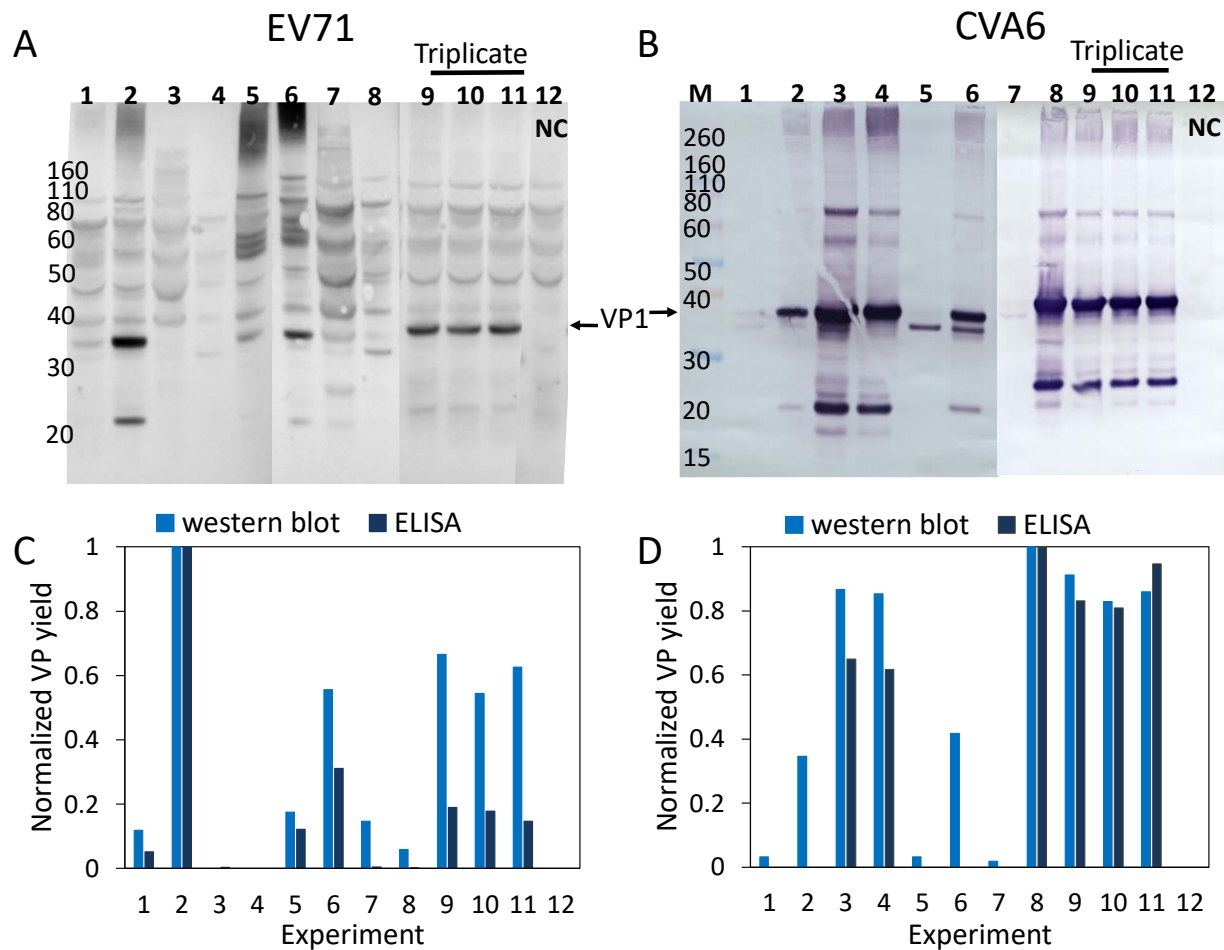 EV71
A
Triplicate
1 2 3 4 5 6 7 8 9 10 11 12
NC
160
110
80
60
50
40
30
20
VP1
CVA6
B
Triplicate
M 1 2 3 4 5 6 7 8 9 10 11 12
NC
260
160
110
80
60
50
40
30
20
15
C
western blot ELISA
Normalized VP yield
1
0.8
0.6
0.4
0.2
0
1 2 3 4 5 6 7 8 9 10 11 12
Experiment
D
western blot ELISA
Normalized VP yield
1
0.8
0.6
0.4
0.2
0
1 2 3 4 5 6 7 8 9 10 11 12
Experiment